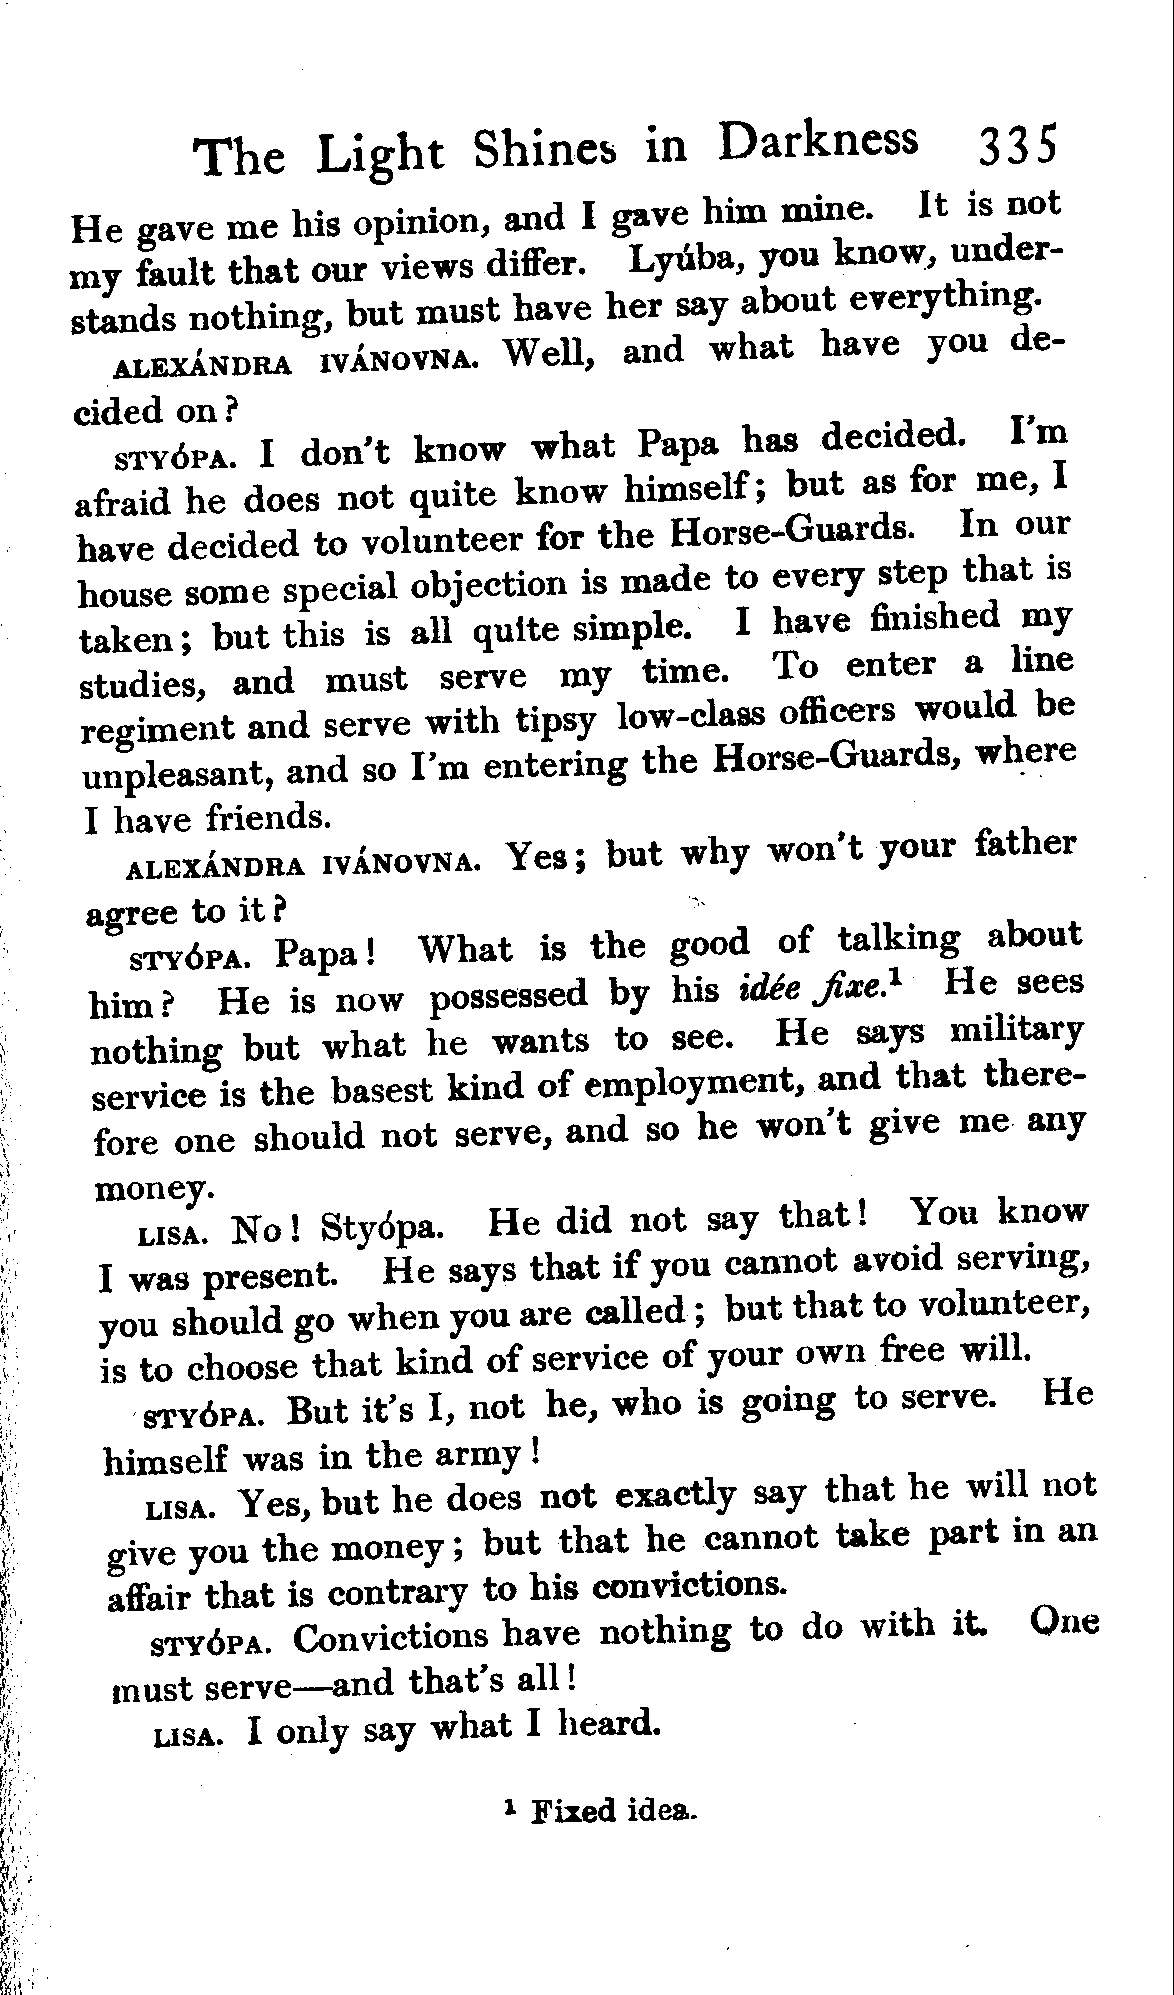 The Light Shines in Darkness 335
He gave me his opinion, and I gave him mine. It is not
my fault that our views differ. Lyúba, you know, under-
stands nothing, but must have her say about everything.
ALEXÁNDRA IVÁNOVNA. Well, and what have you de-
cided on?
STYÓPA. I don't know what Papa has decided. I'm
afraid he does not quite know himself; but as for me, I
have decided to volunteer for the Horse-Guards. In our
house some special objection is made to every step that is
taken; but this is all quite simple. I have finished my
studies, and must serve my time. To enter a line
regiment and serve with tipsy low-class officers would be
unpleasant, and so I'm entering the Horse-Guards, where
I have friends.
ALEXÁNDRA IVÁNOVNA. Yes; but why won't your father
agree to it?
STYÓPA. Papa! What is the good of talking about
him? He is now possessed by his idée fixe.¹ He sees
nothing but what he wants to see. He says military
service is the basest kind of employment, and that there-
fore one should not serve, and so he won't give me any
money.
LISA. No! Styópa. He did not say that! You know
I was present. He says that if you cannot avoid serving,
you should go when you are called; but that to volunteer,
is to choose that kind of service of your own free will.
STYÓPA. But it's I, not he, who is going to serve. He
himself was in the army!
LISA. Yes, but he does not exactly say that he will not
give you the money; but that he cannot take part in an
affair that is contrary to his convictions.
STYÓPA. Convictions have nothing to do with it. One
must serve—and that's all!
LISA. I only say what I heard.
¹ Fixed idea.